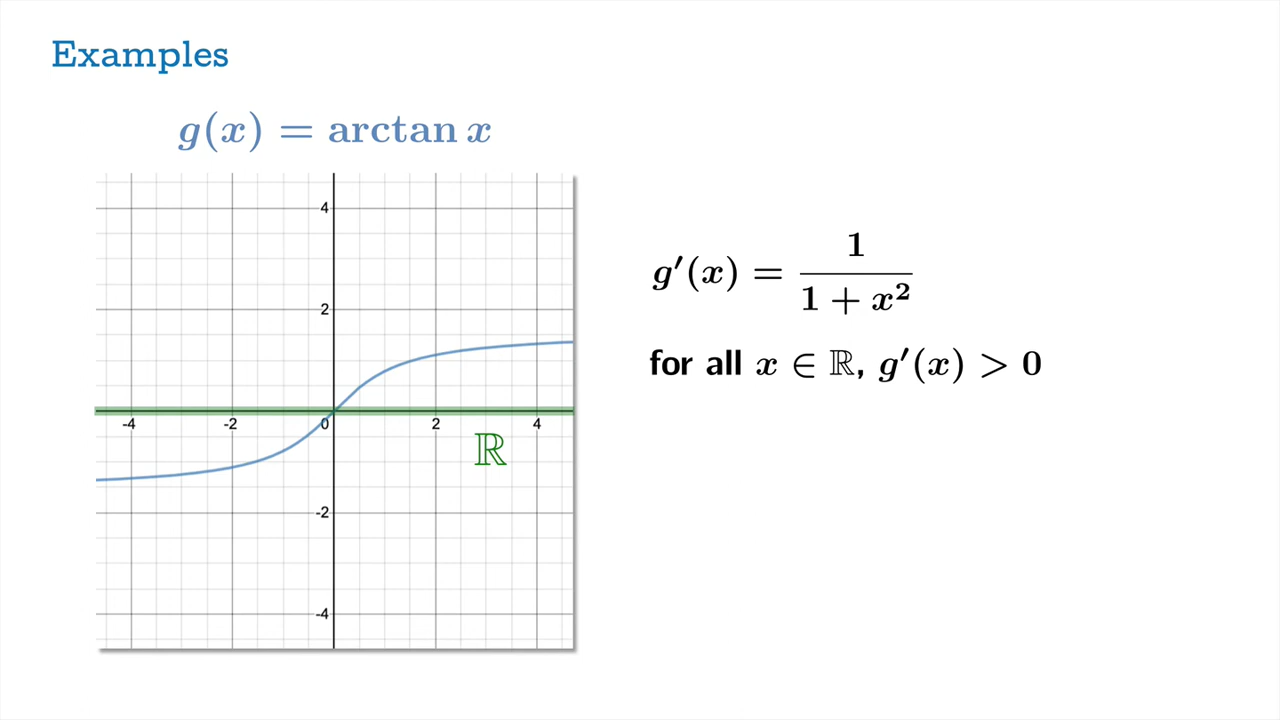 Examples
g(x) = arctan x
4
2
-4 -2 0 2 4
ℝ
-2
-4
g′(x) = 1 / (1 + x²)
for all x ∈ ℝ, g′(x) > 0